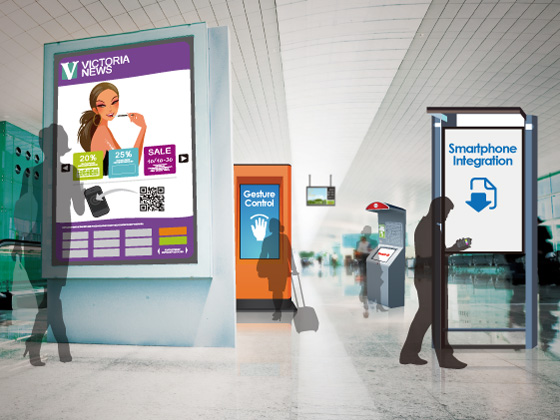 VICTORIA
NEWS
20%
25%
SALE
Gesture
Control
Smartphone
Integration